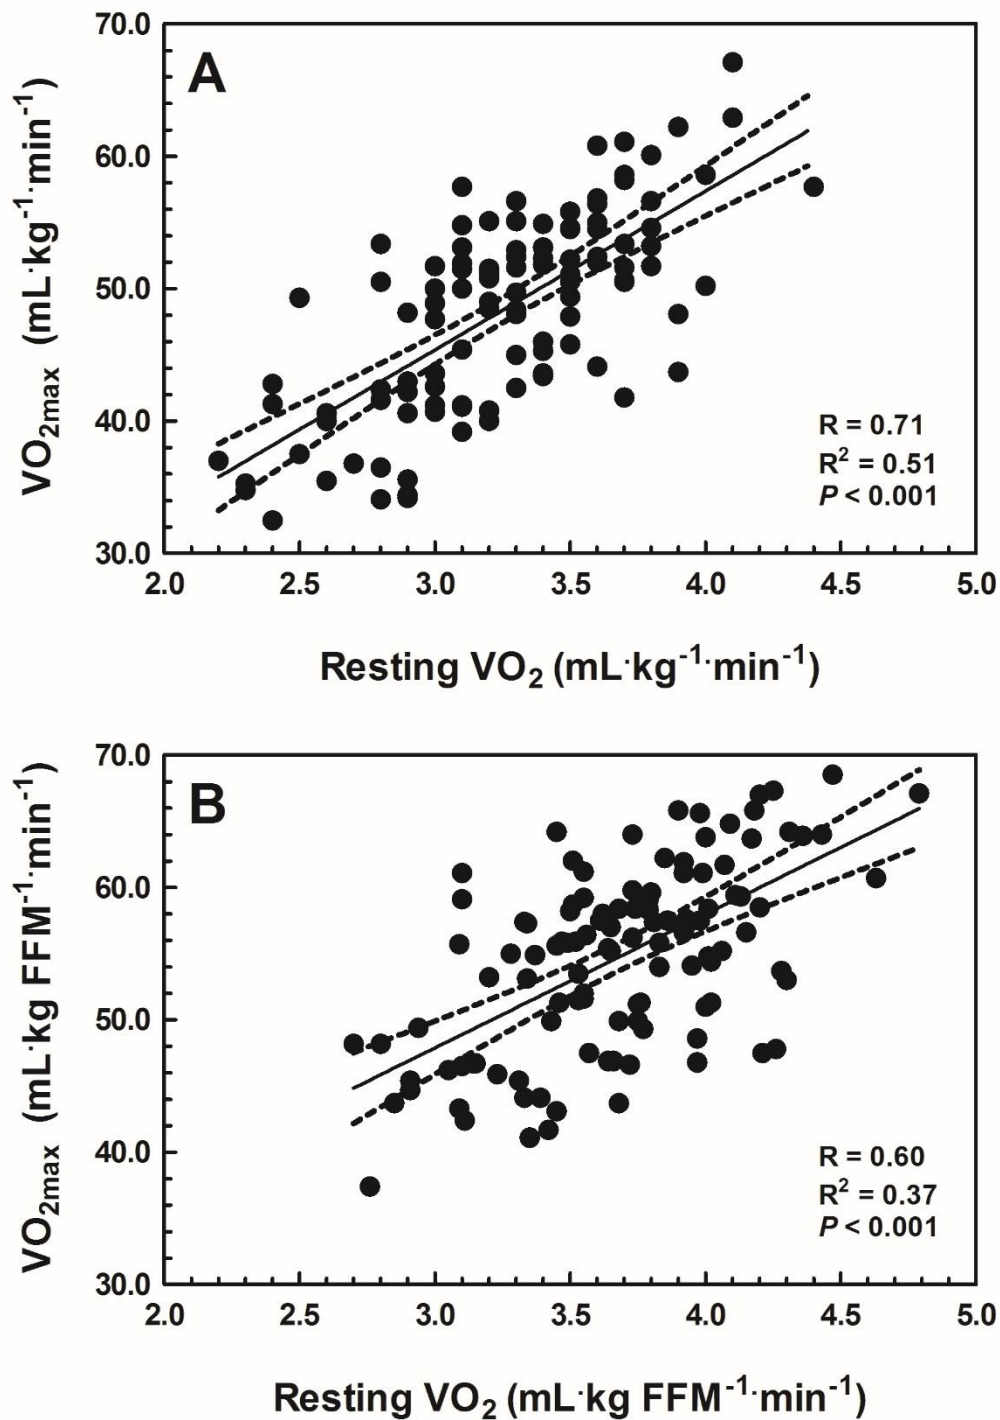 A
70.0
60.0
50.0
40.0
30.0
VO2max (mL·kg-1·min-1)
R = 0.71
R2 = 0.51
P < 0.001
2.0 2.5 3.0 3.5 4.0 4.5 5.0
Resting VO2 (mL·kg-1·min-1)
B
70.0
60.0
50.0
40.0
30.0
VO2max (mL·kg FFM-1·min-1)
R = 0.60
R2 = 0.37
P < 0.001
2.0 2.5 3.0 3.5 4.0 4.5 5.0
Resting VO2 (mL·kg FFM-1·min-1)